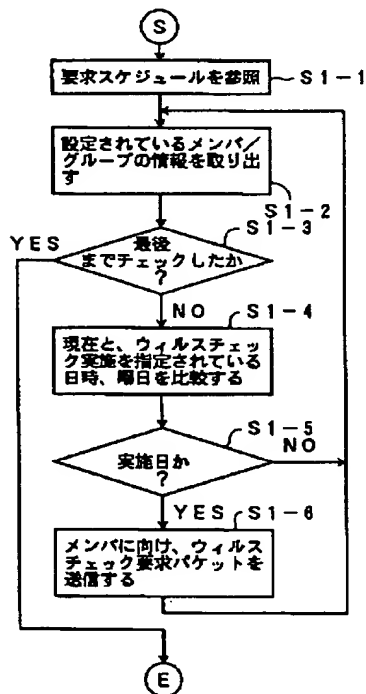 S
要求スケジュールを参照
S1-1
設定されているメンバ/
グループの情報を取り出
す
S1-2
S1-3
YES
最後
までチェックしたか
?
NO
S1-4
現在と、ウィルスチェッ
ク実施を指定されている
日時、曜日を比較する
S1-5
NO
実施日か
?
YES
S1-6
メンバに向け、ウィルス
チェック要求パケットを
送信する
E